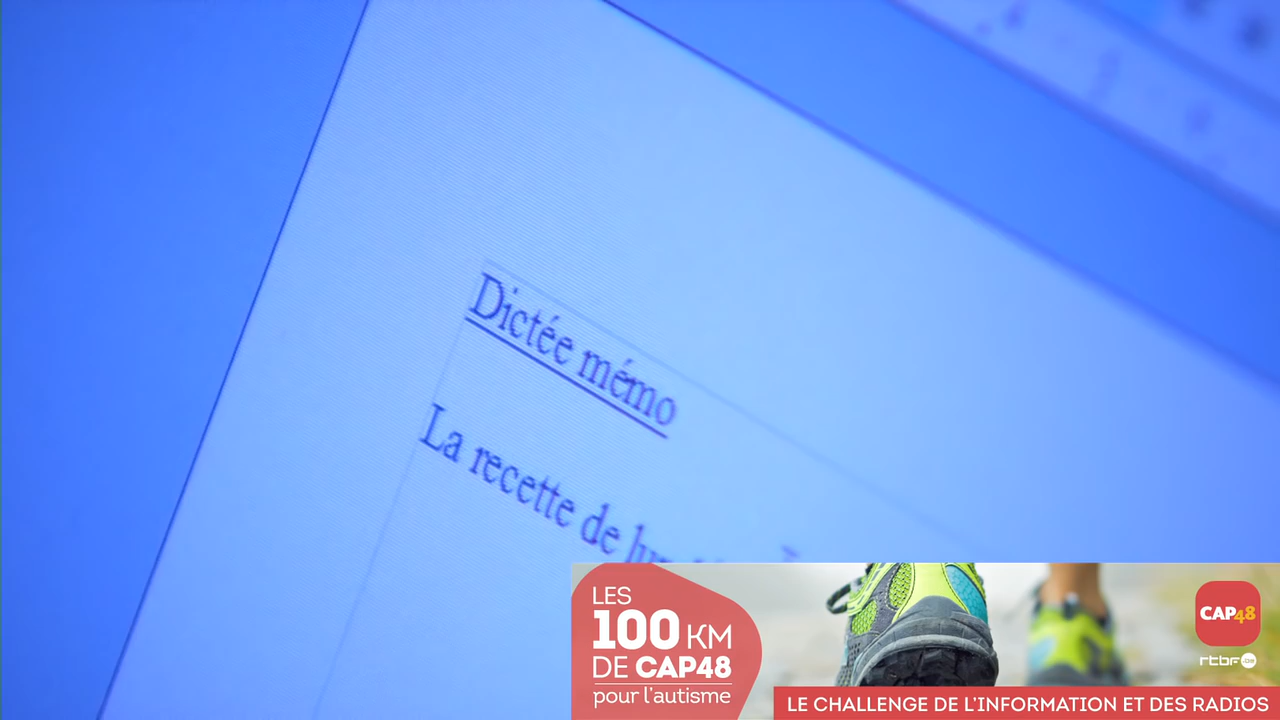 Dictée mémo
La recette de
LES
100 KM
DE CAP48
pour l'autisme
CAP48
rtbf.be
LE CHALLENGE DE L'INFORMATION ET DES RADIOS